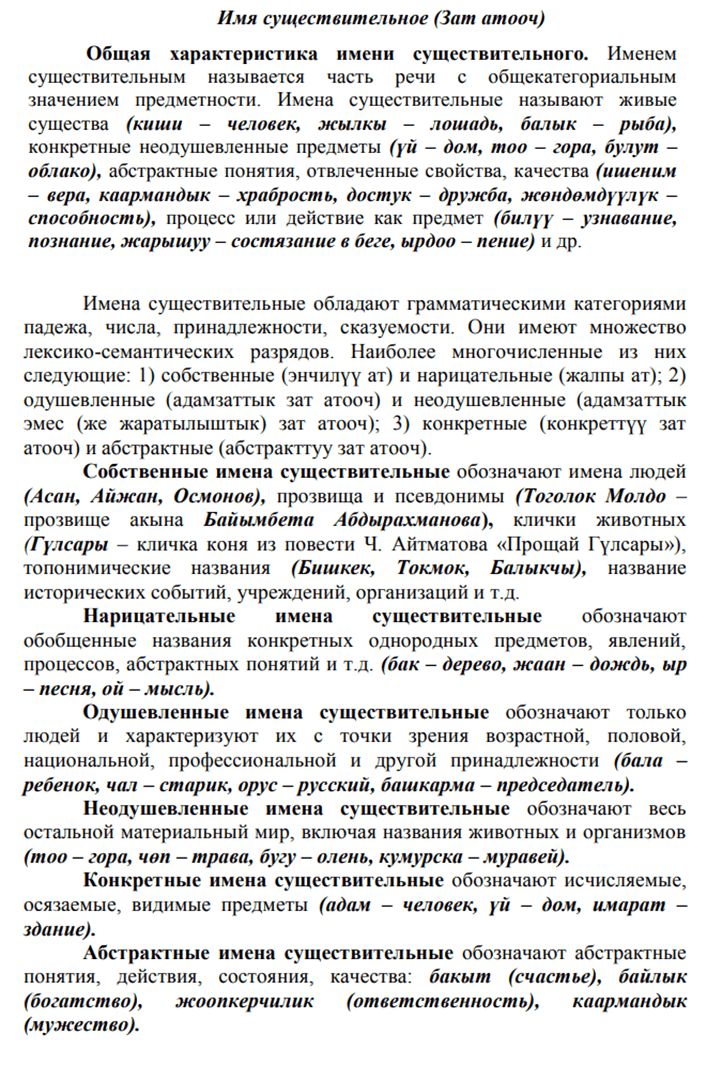 Имя существительное (Зат атооч)
Общая характеристика имени существительного. Именем
существительным называется часть речи с общекатегориальным
значением предметности. Имена существительные называют живые
существа (киши – человек, жылкы – лошадь, балык – рыба),
конкретные неодушевленные предметы (үй – дом, тоо – гора, булут –
облако), абстрактные понятия, отвлеченные свойства, качества (ишеним
– вера, каармандык – храбрость, достук – дружба, жөндөмдүүлүк –
способность), процесс или действие как предмет (билүү – узнавание,
познание, жарышуу – состязание в беге, ырдоо – пение) и др.
Имена существительные обладают грамматическими категориями
падежа, числа, принадлежности, сказуемости. Они имеют множество
лексико-семантических разрядов. Наиболее многочисленные из них
следующие: 1) собственные (энчилүү ат) и нарицательные (жалпы ат); 2)
одушевленные (адамзаттык зат атооч) и неодушевленные (адамзаттык
эмес (же жаратылыштык) зат атооч); 3) конкретные (конкреттүү зат
атооч) и абстрактные (абстракттуу зат атооч).
Собственные имена существительные обозначают имена людей
(Асан, Айжан, Осмонов), прозвища и псевдонимы (Тоголок Молдо –
прозвище акына Байымбета Абдырахманова), клички животных
(Гүлсары – кличка коня из повести Ч. Айтматова «Прощай Гүлсары»),
топонимические названия (Бишкек, Токмок, Балыкчы), название
исторических событий, учреждений, организаций и т.д.
Нарицательные имена существительные обозначают
обобщенные названия конкретных однородных предметов, явлений,
процессов, абстрактных понятий и т.д. (бак – дерево, жаан – дождь, ыр
– песня, ой – мысль).
Одушевленные имена существительные обозначают только
людей и характеризуют их с точки зрения возрастной, половой,
национальной, профессиональной и другой принадлежности (бала –
ребенок, чал – старик, орус – русский, башкарма – председатель).
Неодушевленные имена существительные обозначают весь
остальной материальный мир, включая названия животных и организмов
(тоо – гора, чөп – трава, бугу – олень, кумурска – муравей).
Конкретные имена существительные обозначают исчисляемые,
осязаемые, видимые предметы (адам – человек, үй – дом, имарат –
здание).
Абстрактные имена существительные обозначают абстрактные
понятия, действия, состояния, качества: бакыт (счастье), байлык
(богатство), жоопкерчилик (ответственность), каармандык
(мужество).